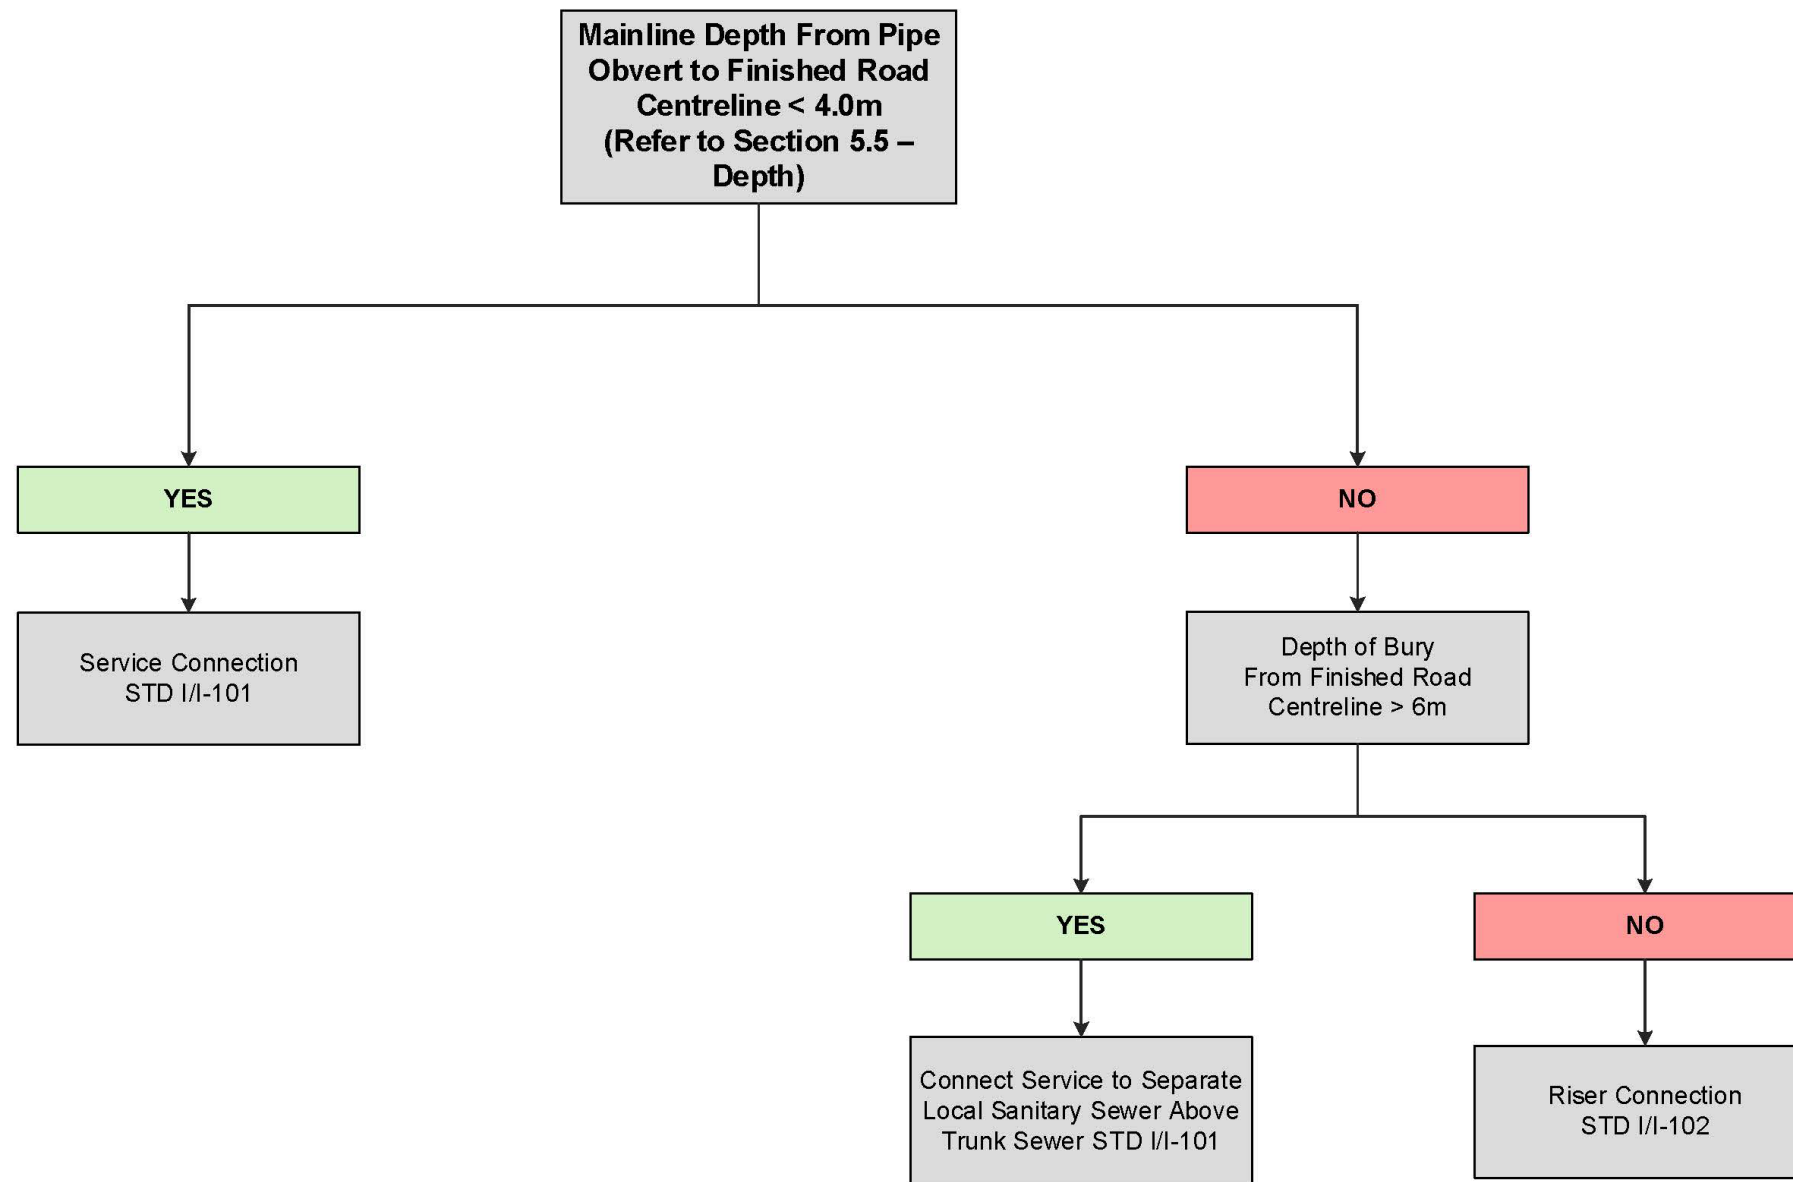 Mainline Depth From Pipe
Obvert to Finished Road
Centreline < 4.0m
(Refer to Section 5.5 –
Depth)
YES
NO
Service Connection
STD I/I-101
Depth of Bury
From Finished Road
Centreline > 6m
YES
NO
Connect Service to Separate
Local Sanitary Sewer Above
Trunk Sewer STD I/I-101
Riser Connection
STD I/I-102